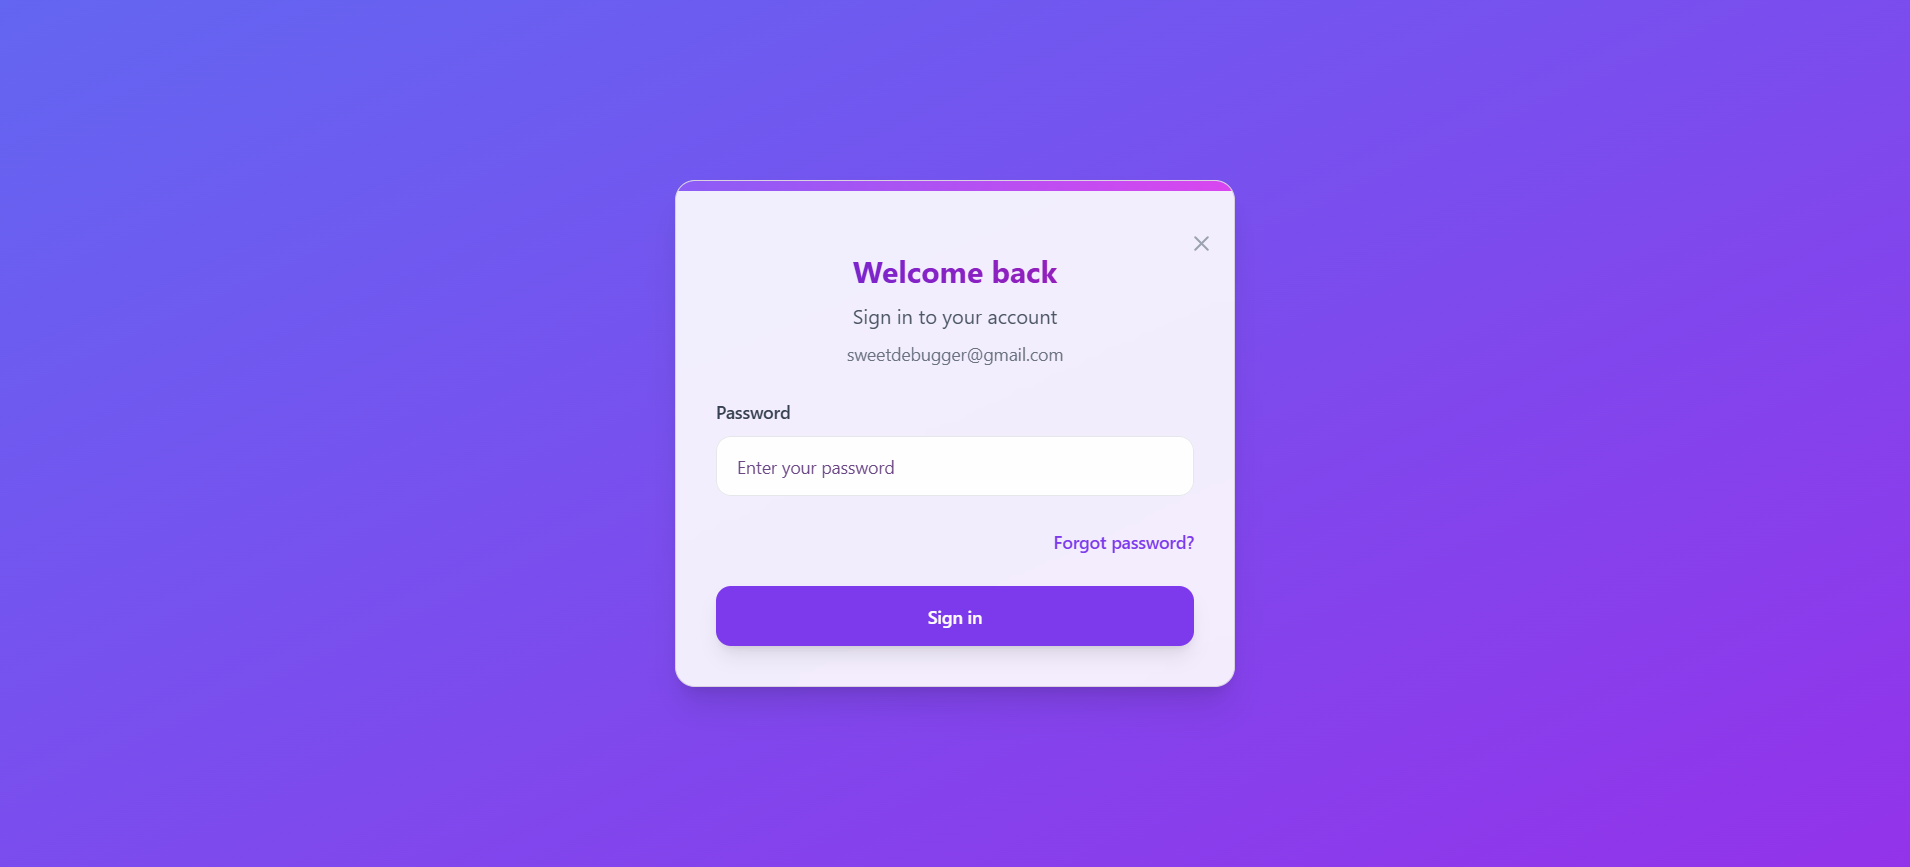 Welcome back
Sign in to your account
sweetdebugger@gmail.com
Password
Enter your password
Forgot password?
Sign in